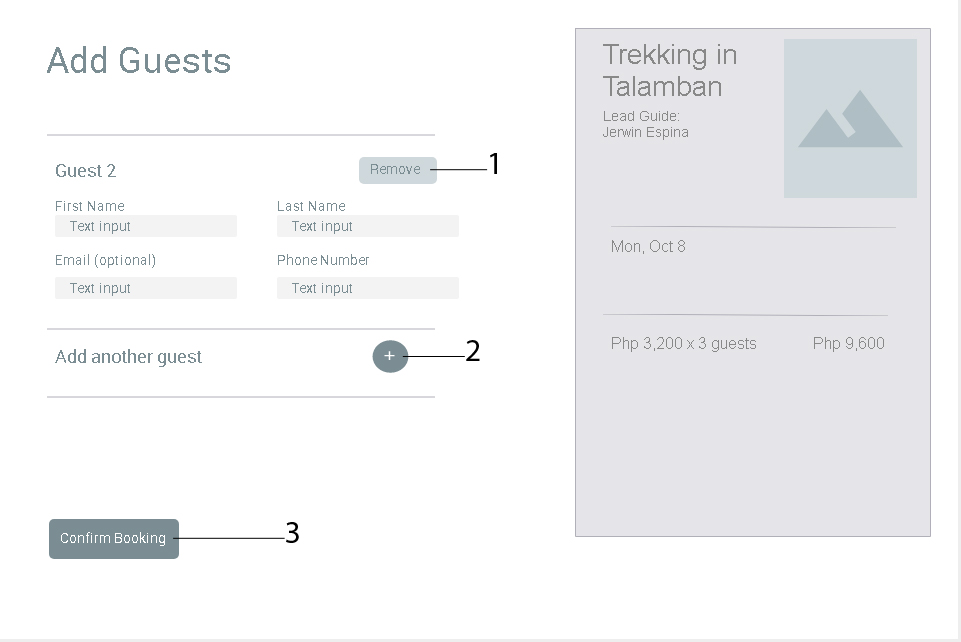 Add Guests
Guest 2
Remove
1
First Name
Last Name
Text input
Text input
Email (optional)
Phone Number
Text input
Text input
Add another guest
+
2
Confirm Booking
3
Trekking in
Talamban
Lead Guide:
Jerwin Espina
Mon, Oct 8
Php 3,200 x 3 guests
Php 9,600